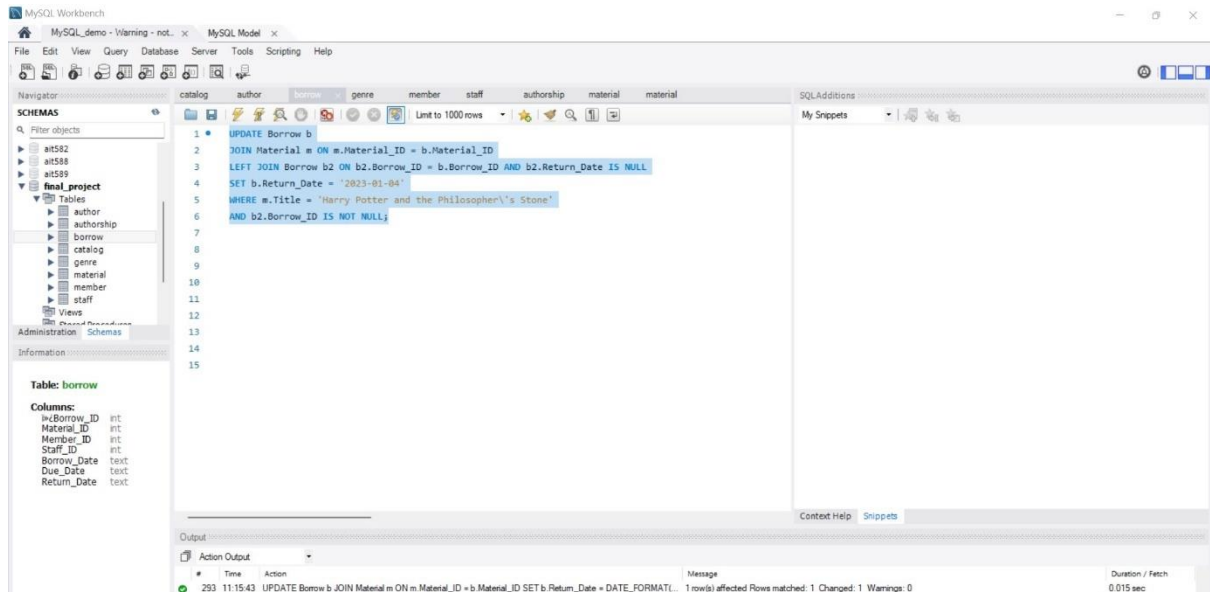 MySQL Workbench
MySQL_demo - Warning - not.. × MySQL Model ×
File Edit View Query Database Server Tools Scripting Help
Navigator
SCHEMAS
Filter objects
ait582
ait588
ait589
final_project
Tables
author
authorship
borrow
catalog
genre
material
member
staff
Views
Stored Procedures
Administration Schemas
Information
Table: borrow
Columns:
Borrow_ID int
Material_ID int
Member_ID int
Staff_ID int
Borrow_Date text
Due_Date text
Return_Date text
catalog author borrow × genre member staff authorship material material
Limit to 1000 rows
1 UPDATE Borrow b
2 JOIN Material m ON m.Material_ID = b.Material_ID
3 LEFT JOIN Borrow b2 ON b2.Borrow_ID = b.Borrow_ID AND b2.Return_Date IS NULL
4 SET b.Return_Date = '2023-01-04'
5 WHERE m.Title = 'Harry Potter and the Philosopher\'s Stone'
6 AND b2.Borrow_ID IS NOT NULL;
7
8
9
10
11
12
13
14
15
SQLAdditions
My Snippets
Context Help Snippets
Output
Action Output
# Time Action Message Duration / Fetch
293 11:15:43 UPDATE Borrow b JOIN Material m ON m.Material_ID = b.Material_ID SET b.Return_Date = DATE_FORMAT(... 1 row(s) affected Rows matched: 1 Changed: 1 Warnings: 0 0.015 sec